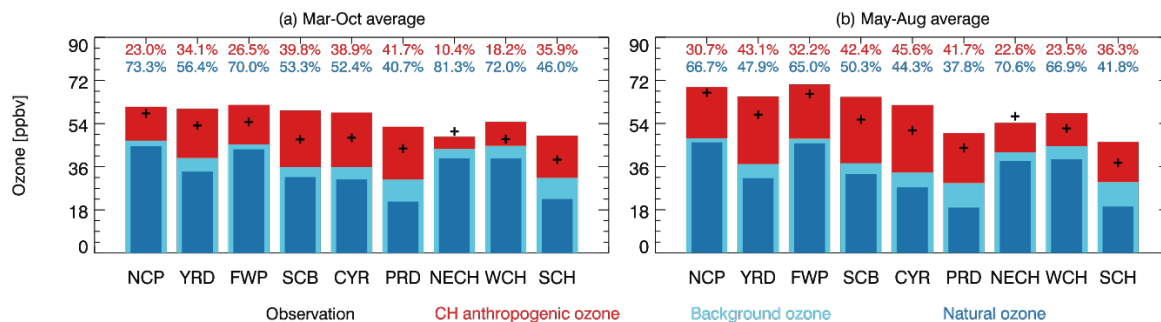 (a) Mar-Oct average
23.0% 34.1% 26.5% 39.8% 38.9% 41.7% 10.4% 18.2% 35.9%
73.3% 56.4% 70.0% 53.3% 52.4% 40.7% 81.3% 72.0% 46.0%
90
72
54
36
18
0
Ozone [ppbv]
NCP YRD FWP SCB CYR PRD NECH WCH SCH
(b) May-Aug average
30.7% 43.1% 32.2% 42.4% 45.6% 41.7% 22.6% 23.5% 36.3%
66.7% 47.9% 65.0% 50.3% 44.3% 37.8% 70.6% 66.9% 41.8%
90
72
54
36
18
0
NCP YRD FWP SCB CYR PRD NECH WCH SCH
Observation CH anthropogenic ozone Background ozone Natural ozone